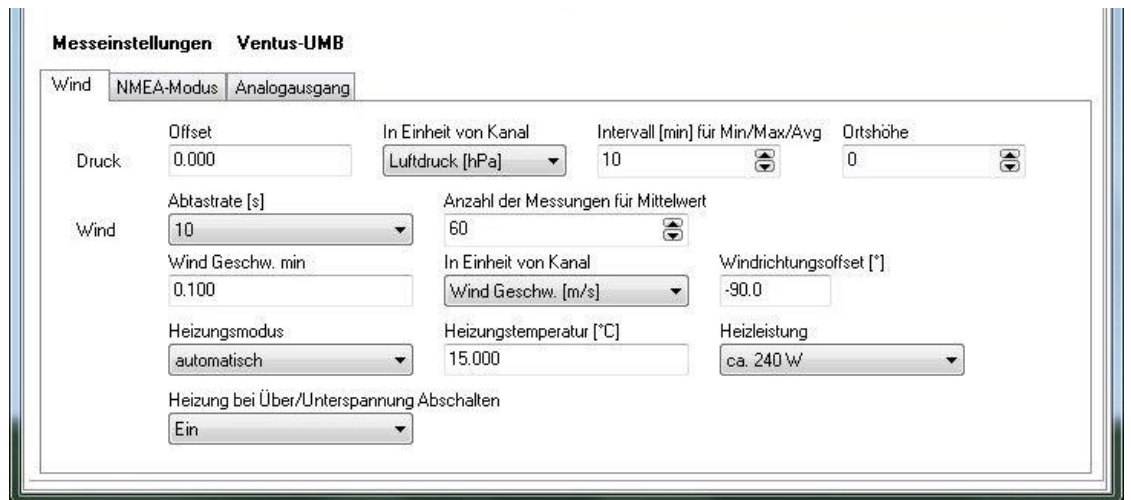 Messeinstellungen Ventus-UMB
Wind NMEA-Modus Analogausgang
Offset In Einheit von Kanal Intervall [min] für Min/Max/Avg Ortshöhe
Druck 0.000 Luftdruck [hPa] 10 0
Abtastrate [s] Anzahl der Messungen für Mittelwert
Wind 10 60
Wind Geschw. min In Einheit von Kanal Windrichtungsoffset [°]
0.100 Wind Geschw. [m/s] -90.0
Heizungsmodus Heizungstemperatur [°C] Heizleistung
automatisch 15.000 ca. 240 W
Heizung bei Über/Unterspannung Abschalten
Ein